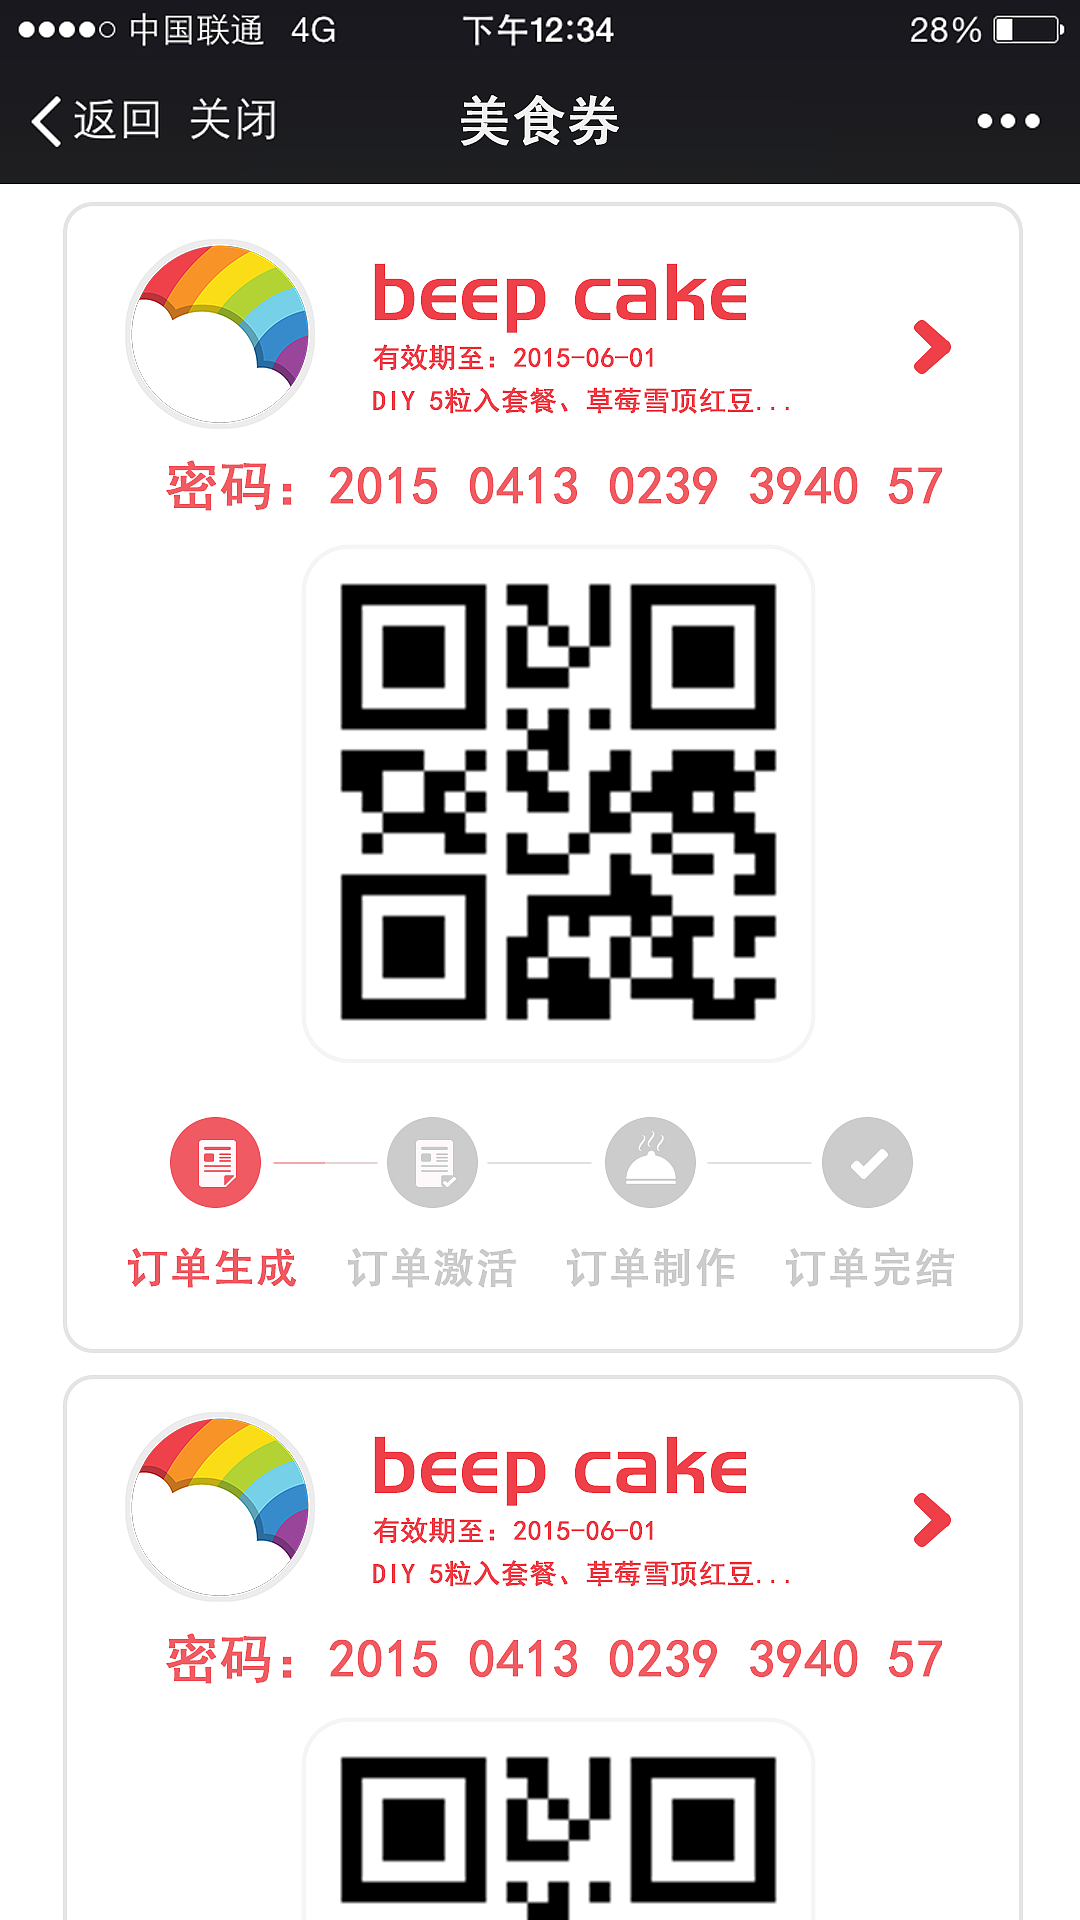 中国联通 4G 下午12:34 28%
返回 关闭 美食券
beep cake
有效期至：2015-06-01
DIY 5粒入套餐、草莓雪顶红豆...
密码：2015 0413 0239 3940 57
订单生成 订单激活 订单制作 订单完结
beep cake
有效期至：2015-06-01
DIY 5粒入套餐、草莓雪顶红豆...
密码：2015 0413 0239 3940 57